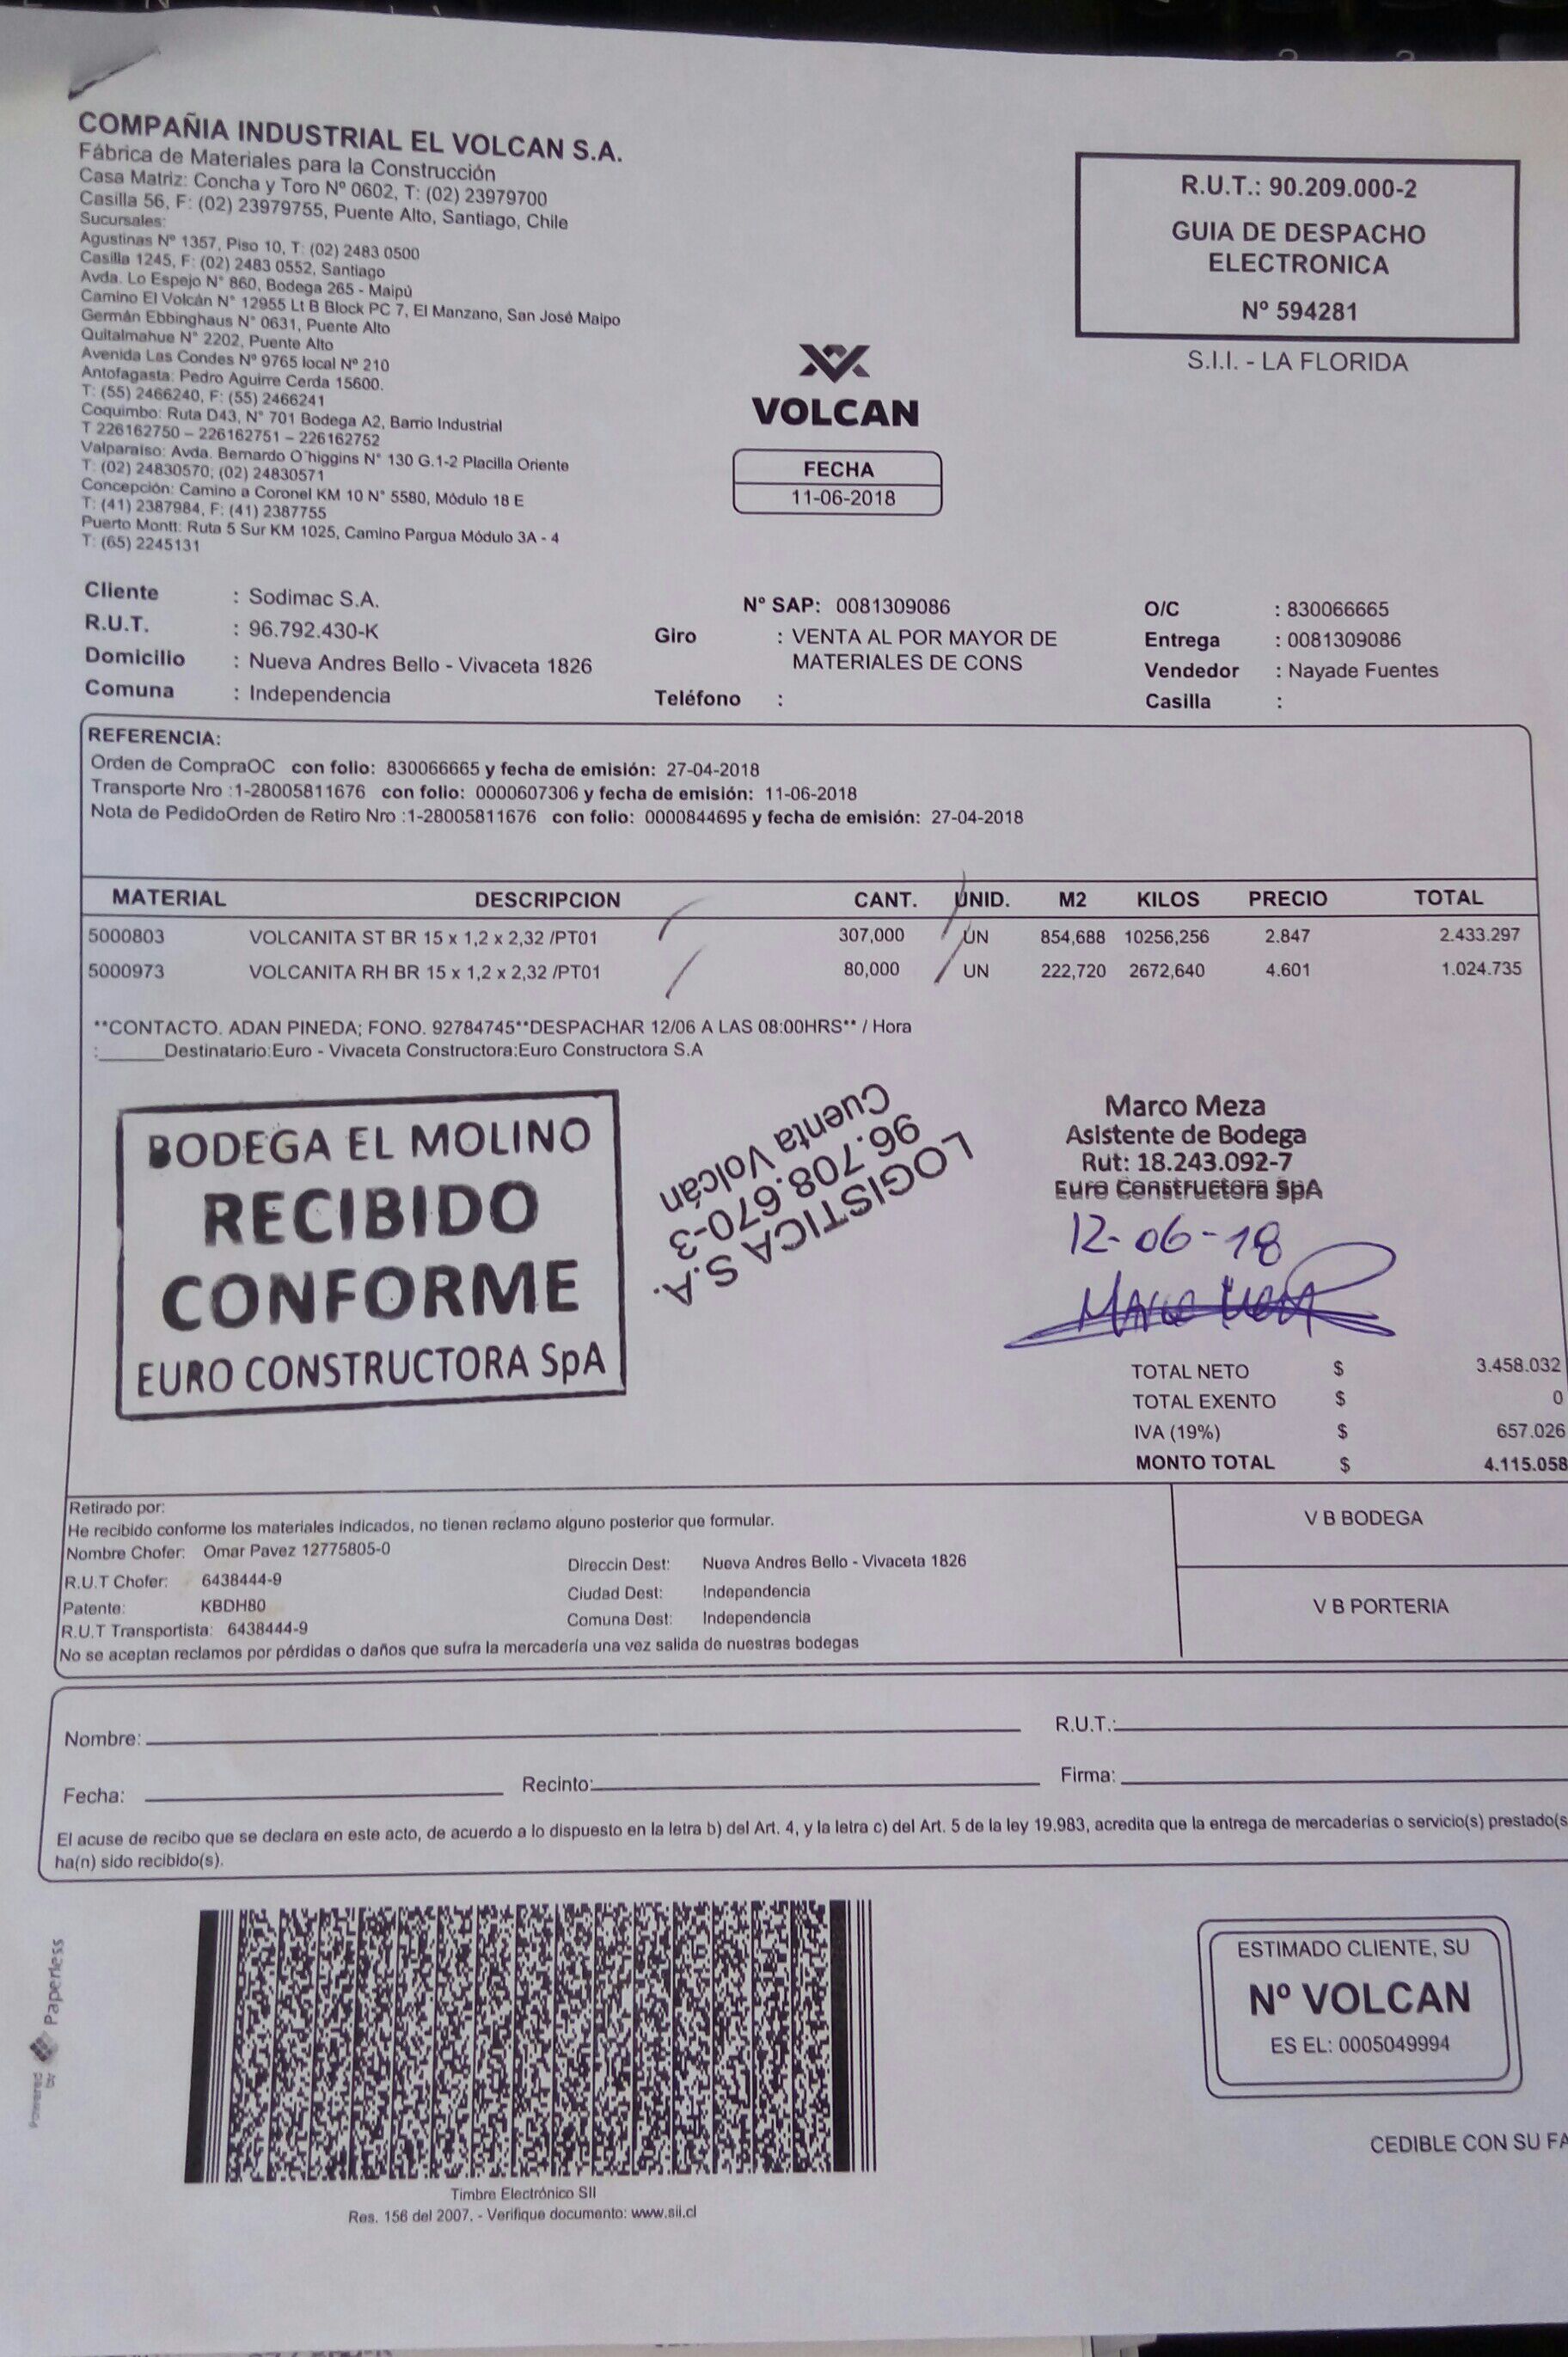 COMPAÑIA INDUSTRIAL EL VOLCAN S.A.
Fábrica de Materiales para la Construcción
Casa Matriz: Concha y Toro Nº 0602, T: (02) 23979700
Casilla 56, F: (02) 23979755, Puente Alto, Santiago, Chile
Sucursales:
Agustinas Nº 1357, Piso 10, T: (02) 2483 0500
Casilla 1245, F: (02) 2483 0552, Santiago
Avda. Lo Espejo N° 860, Bodega 265 - Maipú
Camino El Volcán N° 12955 Lt B Block PC 7, El Manzano, San José Maipo
Germán Ebbinghaus N° 0631, Puente Alto
Quitalmahue N° 2202, Puente Alto
Avenida Las Condes Nº 9765 local Nº 210
Antofagasta: Pedro Aguirre Cerda 15600.
T: (55) 2466240, F: (55) 2466241
Coquimbo: Ruta D43, N° 701 Bodega A2, Barrio Industrial
T 226162750 – 226162751 – 226162752
Valparaíso: Avda. Bernardo O´higgins N° 130 G.1-2 Placilla Oriente
T: (02) 24830570; (02) 24830571
Concepción: Camino a Coronel KM 10 N° 5580, Módulo 18 E
T: (41) 2387984, F: (41) 2387755
Puerto Montt: Ruta 5 Sur KM 1025, Camino Pargua Módulo 3A - 4
T: (65) 2245131
VOLCAN
FECHA
11-06-2018
R.U.T.: 90.209.000-2
GUIA DE DESPACHO
ELECTRONICA
Nº 594281
S.I.I. - LA FLORIDA
Cliente : Sodimac S.A.
R.U.T. : 96.792.430-K
Domicilio : Nueva Andres Bello - Vivaceta 1826
Comuna : Independencia
Nº SAP: 0081309086
Giro : VENTA AL POR MAYOR DE
MATERIALES DE CONS
Teléfono :
O/C : 830066665
Entrega : 0081309086
Vendedor : Nayade Fuentes
Casilla :
REFERENCIA:
Orden de CompraOC con folio: 830066665 y fecha de emisión: 27-04-2018
Transporte Nro :1-28005811676 con folio: 0000607306 y fecha de emisión: 11-06-2018
Nota de PedidoOrden de Retiro Nro :1-28005811676 con folio: 0000844695 y fecha de emisión: 27-04-2018
MATERIAL DESCRIPCION CANT. UNID. M2 KILOS PRECIO TOTAL
5000803 VOLCANITA ST BR 15 x 1,2 x 2,32 /PT01 307,000 UN 854,688 10256,256 2.847 2.433.297
5000973 VOLCANITA RH BR 15 x 1,2 x 2,32 /PT01 80,000 UN 222,720 2672,640 4.601 1.024.735
**CONTACTO. ADAN PINEDA; FONO. 92784745**DESPACHAR 12/06 A LAS 08:00HRS** / Hora
:______Destinatario:Euro - Vivaceta Constructora:Euro Constructora S.A
BODEGA EL MOLINO
RECIBIDO
CONFORME
EURO CONSTRUCTORA SpA
LOGISTICA S.A.
96.708.670-3
Cuenta Volcán
Marco Meza
Asistente de Bodega
Rut: 18.243.092-7
Euro Constructora SpA
12-06-18
Marco Meza
TOTAL NETO $ 3.458.032
TOTAL EXENTO $ 0
IVA (19%) $ 657.026
MONTO TOTAL $ 4.115.058
Retirado por:
He recibido conforme los materiales indicados, no tienen reclamo alguno posterior que formular.
Nombre Chofer: Omar Pavez 12775805-0
R.U.T Chofer: 6438444-9
Patente: KBDH80
R.U.T Transportista: 6438444-9
Direccin Dest: Nueva Andres Bello - Vivaceta 1826
Ciudad Dest: Independencia
Comuna Dest: Independencia
No se aceptan reclamos por pérdidas o daños que sufra la mercadería una vez salida de nuestras bodegas
V B BODEGA
V B PORTERIA
Nombre: R.U.T.:
Fecha: Recinto: Firma:
El acuse de recibo que se declara en este acto, de acuerdo a lo dispuesto en la letra b) del Art. 4, y la letra c) del Art. 5 de la ley 19.983, acredita que la entrega de mercaderías o servicio(s) prestado(s
ha(n) sido recibido(s).
Powered by Paperless
Timbre Electrónico SII
Res. 156 del 2007. - Verifique documento: www.sii.cl
ESTIMADO CLIENTE, SU
Nº VOLCAN
ES EL: 0005049994
CEDIBLE CON SU FA